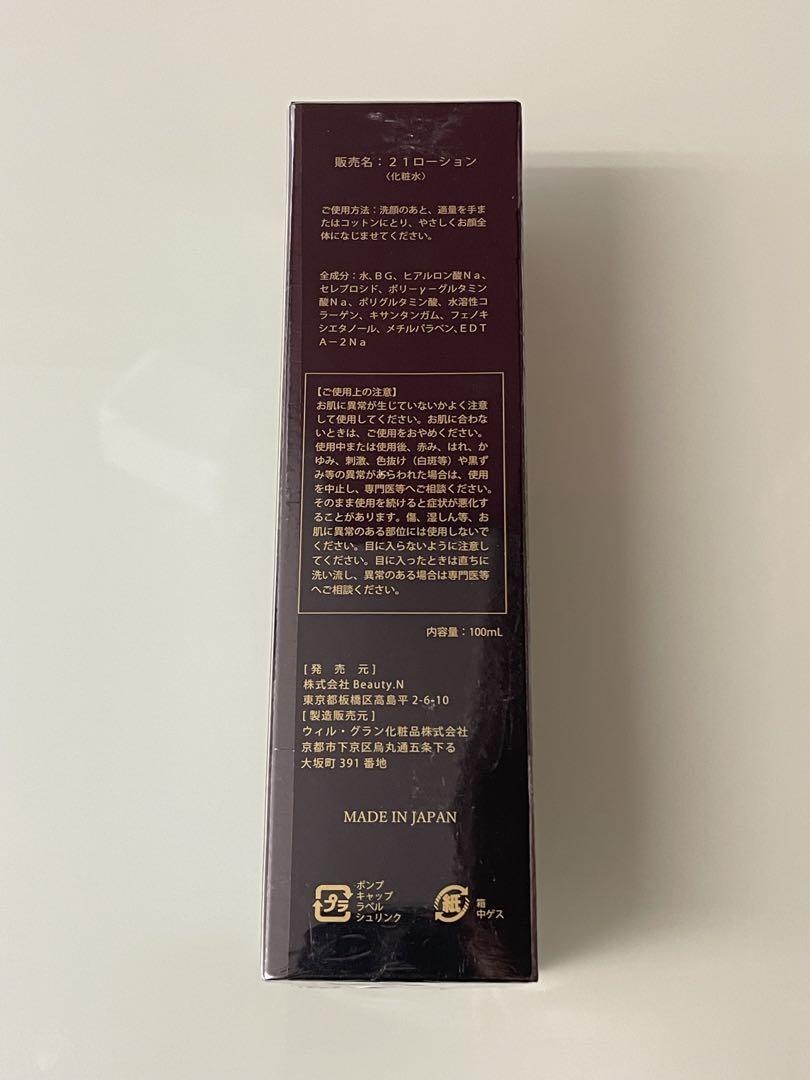 販売名：２１ローション
〈化粧水〉
ご使用方法：洗顔のあと、適量を手ま
たはコットンにとり、やさしくお顔全
体になじませてください。
全成分：水、ＢＧ、ヒアルロン酸Ｎａ、
セレブロシド、ポリーγーグルタミン
酸Ｎａ、ポリグルタミン酸、水溶性コ
ラーゲン、キサンタンガム、フェノキ
シエタノール、メチルパラベン、ＥＤＴ
Ａ－２Ｎａ
【ご使用上の注意】
お肌に異常が生じていないかよく注意
して使用してください。お肌に合わな
いときは、ご使用をおやめください。
使用中または使用後、赤み、はれ、か
ゆみ、刺激、色抜け（白斑等）や黒ず
み等の異常があらわれた場合は、使用
を中止し、専門医等へご相談ください。
そのまま使用を続けると症状が悪化す
ることがあります。傷、湿しん等、お
肌に異常のある部位には使用しないで
ください。目に入らないように注意し
てください。目に入ったときは直ちに
洗い流し、異常のある場合は専門医等
へご相談ください。
内容量：100mL
[ 発　売　元 ]
株式会社 Beauty.N
東京都板橋区高島平 2-6-10
[ 製造販売元 ]
ウィル・グラン化粧品株式会社
京都市下京区烏丸通五条下る
大坂町 391 番地
MADE IN JAPAN
プラ
ポンプ
キャップ
ラベル
シュリンク
紙
箱
中ゲス